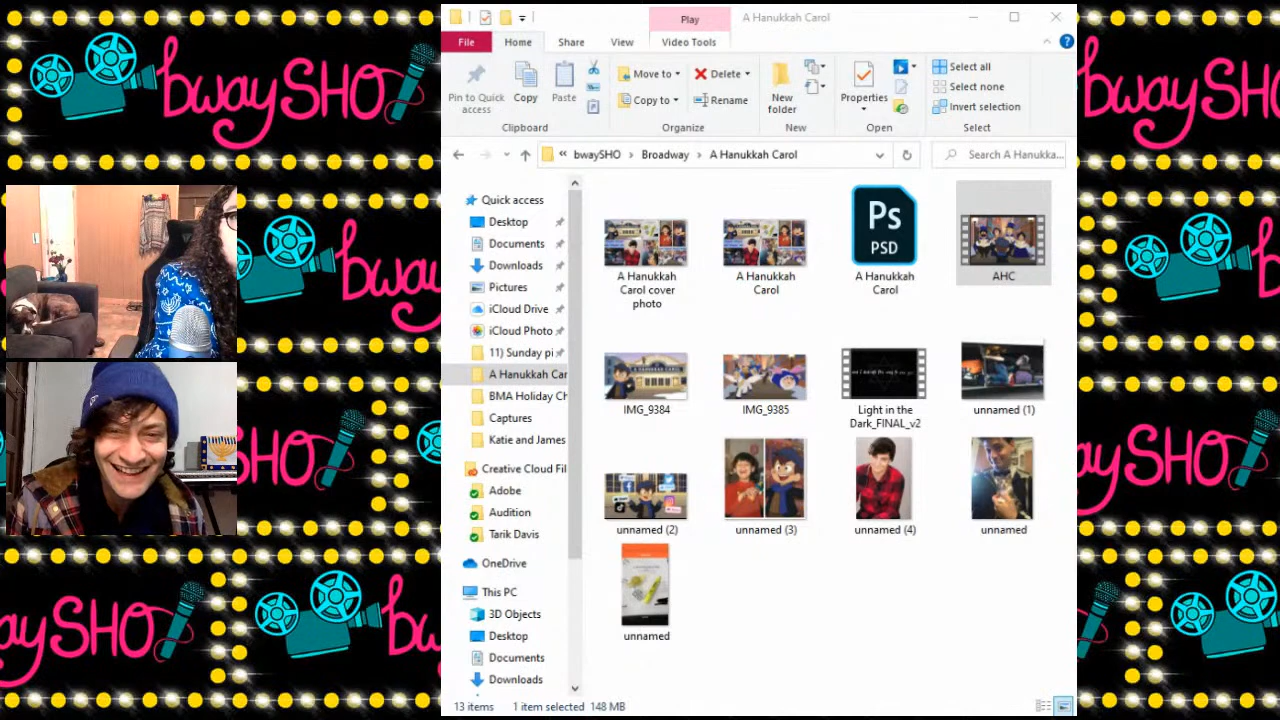 bwaySHO
bwaySHO
Play
A Hanukkah Carol
File
Home
Share
View
Video Tools
Pin to Quick
access
Copy
Paste
Move to
Copy to
Delete
Rename
New
folder
Properties
Select all
Select none
Invert selection
Clipboard
Organize
New
Open
Select
bwaySHO > Broadway > A Hanukkah Carol
Search A Hanukka...
Quick access
Desktop
Documents
Downloads
Pictures
iCloud Drive
iCloud Photo
11) Sunday pi
A Hanukkah Car
BMA Holiday Ch
Captures
Katie and James
Creative Cloud Fil
Adobe
Audition
Tarik Davis
OneDrive
This PC
3D Objects
Desktop
Documents
Downloads
A Hanukkah
Carol cover
photo
A Hanukkah
Carol
Ps
PSD
A Hanukkah
Carol
AHC
A HANUKKAH CAROL
IMG_9384
IMG_9385
Light in the
Dark_FINAL_v2
unnamed (1)
unnamed (2)
unnamed (3)
unnamed (4)
unnamed
unnamed
13 items
1 item selected
148 MB